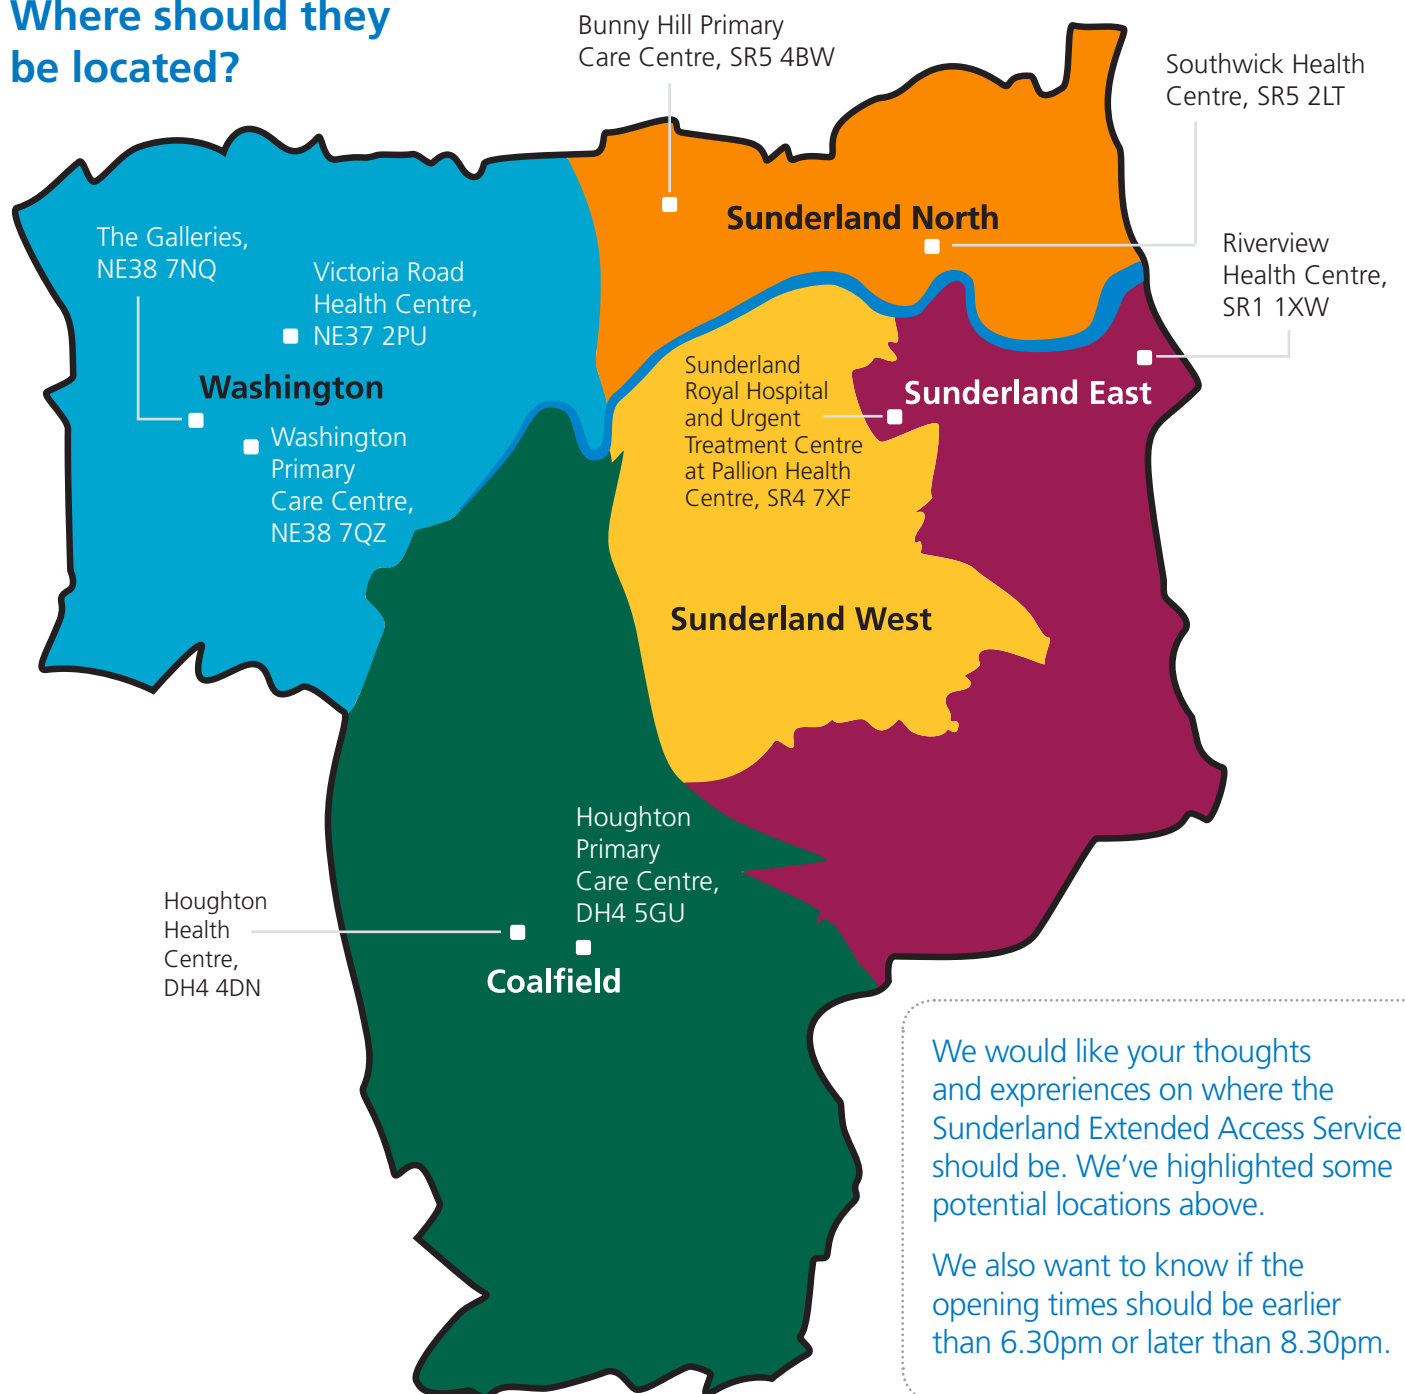 Where should they
be located?
Bunny Hill Primary
Care Centre, SR5 4BW
Southwick Health
Centre, SR5 2LT
Sunderland North
The Galleries,
NE38 7NQ
Victoria Road
Health Centre,
NE37 2PU
Riverview
Health Centre,
SR1 1XW
Washington
Sunderland
Royal Hospital
and Urgent
Treatment Centre
at Pallion Health
Centre, SR4 7XF
Sunderland East
Washington
Primary
Care Centre,
NE38 7QZ
Sunderland West
Houghton
Primary
Care Centre,
DH4 5GU
Houghton
Health
Centre,
DH4 4DN
Coalfield
We would like your thoughts
and expreriences on where the
Sunderland Extended Access Service
should be. We’ve highlighted some
potential locations above.
We also want to know if the
opening times should be earlier
than 6.30pm or later than 8.30pm.